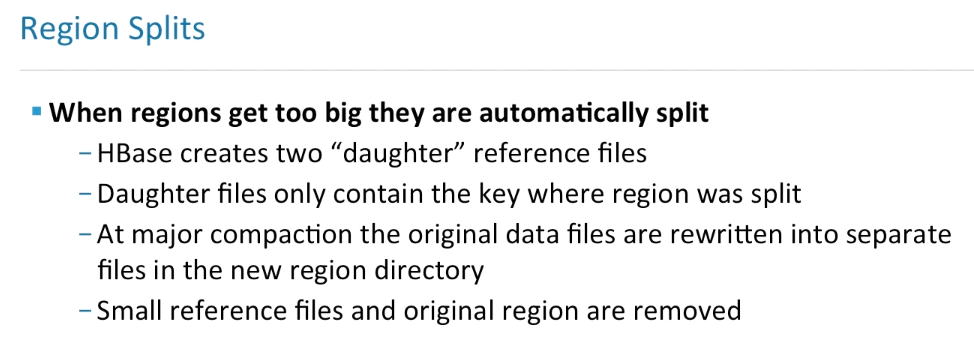 Region Splits
▪ When regions get too big they are automatically split
– HBase creates two “daughter” reference files
– Daughter files only contain the key where region was split
– At major compaction the original data files are rewritten into separate
files in the new region directory
– Small reference files and original region are removed